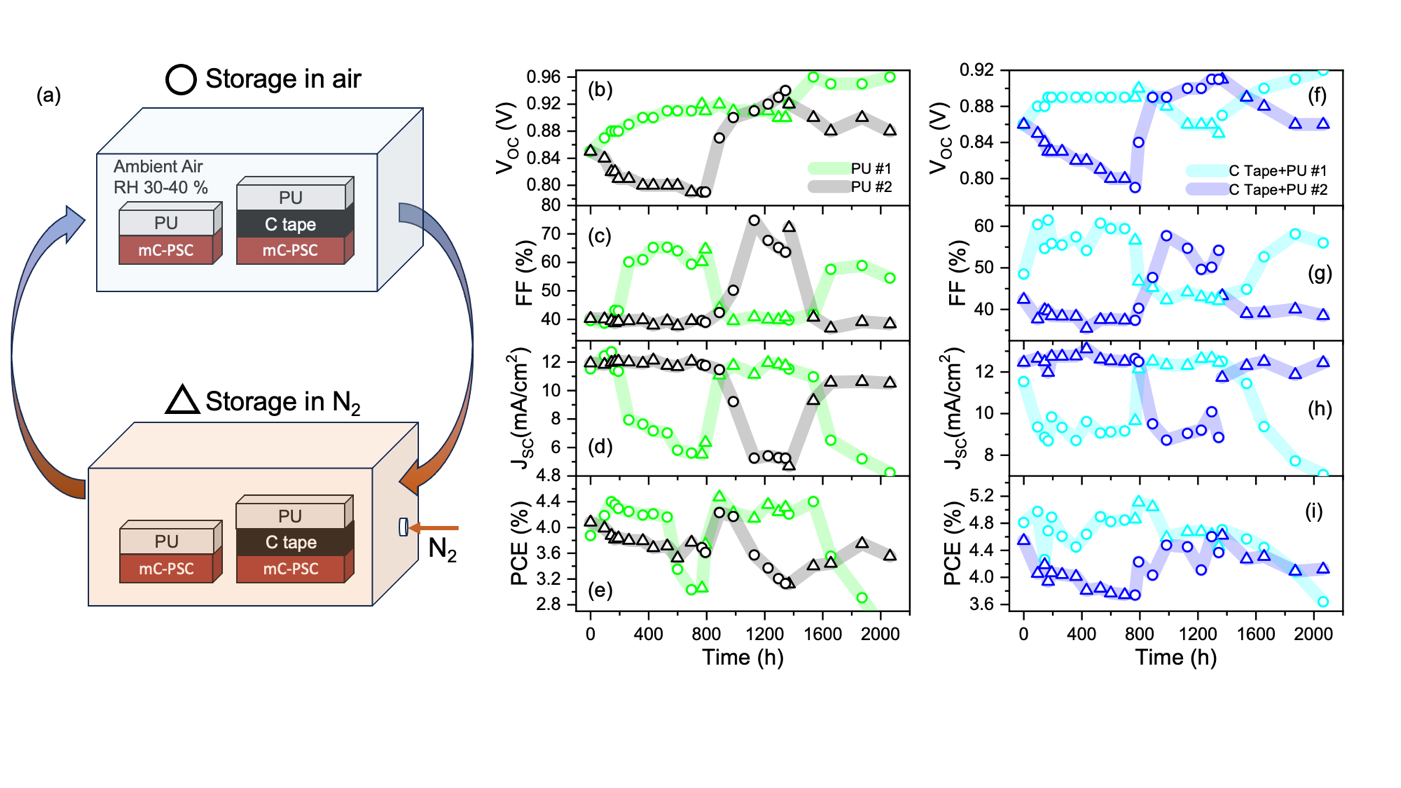 (a)
Storage in air
Ambient Air
RH 30-40 %
PU
mC-PSC
PU
C tape
mC-PSC
Storage in N₂
PU
mC-PSC
PU
C tape
mC-PSC
N₂
(b)
V_OC (V)
0.96
0.92
0.88
0.84
0.80
PU #1
PU #2
(c)
FF (%)
80
70
60
50
40
(d)
J_SC(mA/cm²)
12
10
8
6
4.8
(e)
PCE (%)
4.4
4.0
3.6
3.2
2.8
0 400 800 1200 1600 2000
Time (h)
(f)
V_OC (V)
0.92
0.88
0.84
0.80
C Tape+PU #1
C Tape+PU #2
(g)
FF (%)
60
50
40
(h)
J_SC(mA/cm²)
12
10
8
(i)
PCE (%)
5.2
4.8
4.4
4.0
3.6
0 400 800 1200 1600 2000
Time (h)